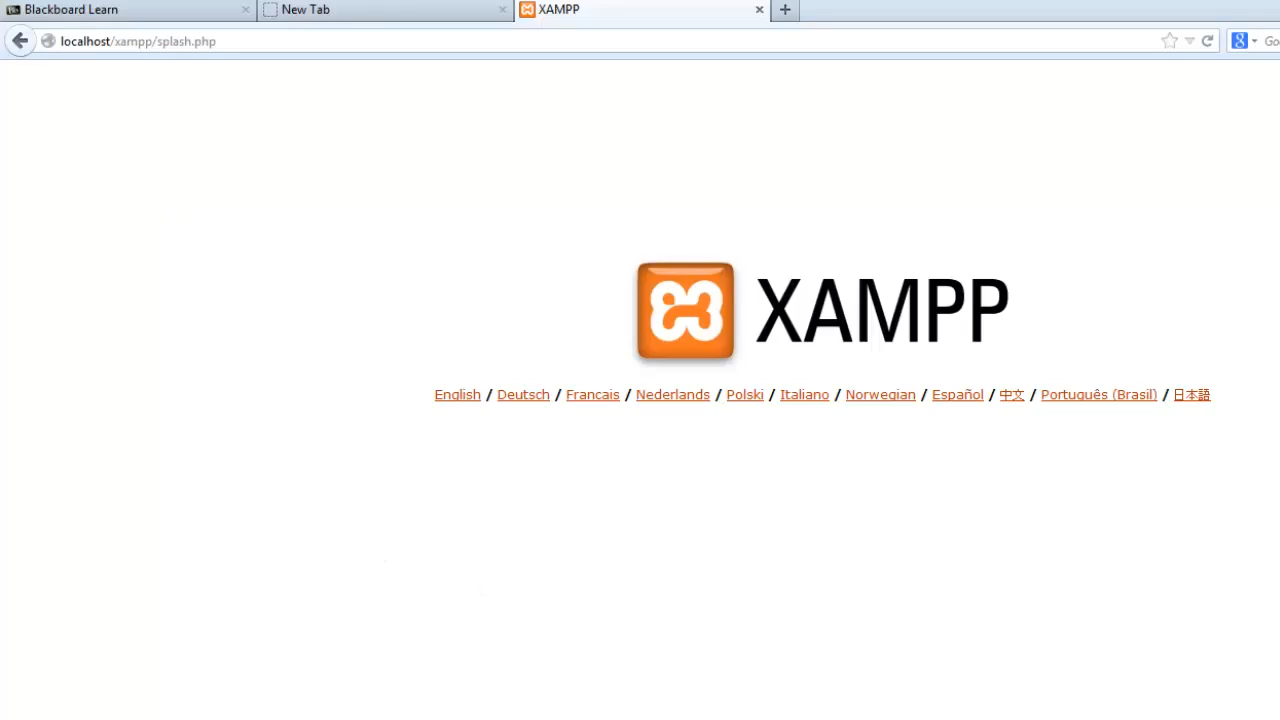 Blackboard Learn New Tab XAMPP
localhost/xampp/splash.php
XAMPP
English / Deutsch / Francais / Nederlands / Polski / Italiano / Norwegian / Español / 中文 / Português (Brasil) / 日本語